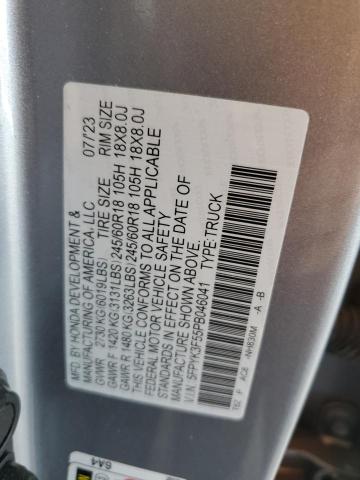 MFD. BY HONDA DEVELOPMENT &
MANUFACTURING OF AMERICA, LLC 07/'23
GVWR 2730 KG(6019LBS) TIRE SIZE RIM SIZE
GAWR F 1420 KG(3131LBS) 245/60R18 105H 18X8.0J
GAWR R 1480 KG(3263LBS) 245/60R18 105H 18X8.0J
THIS VEHICLE CONFORMS TO ALL APPLICABLE
FEDERAL MOTOR VEHICLE SAFETY
STANDARDS IN EFFECT ON THE DATE OF
MANUFACTURE SHOWN ABOVE.
V.I.N. 5FPYK3F55PB046041 TYPE:TRUCK
T6Z P AC6 -NH830M -A -B
6A4